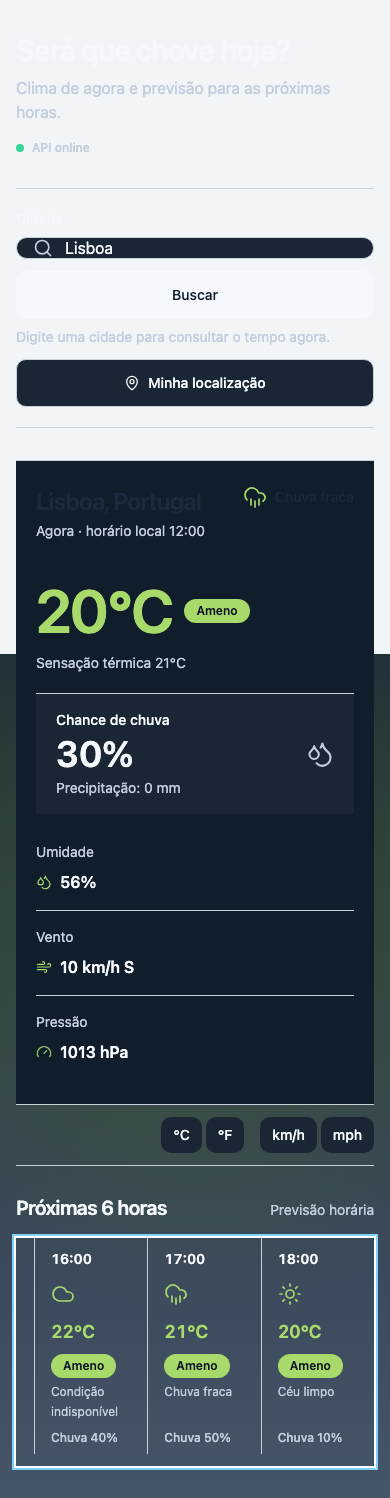 Será que chove hoje?
Clima de agora e previsão para as próximas
horas.
API online
Cidade
Lisboa
Buscar
Digite uma cidade para consultar o tempo agora.
Minha localização
Lisboa, Portugal
Chuva fraca
Agora · horário local 12:00
20°C Ameno
Sensação térmica 21°C
Chance de chuva
30%
Precipitação: 0 mm
Umidade
56%
Vento
10 km/h S
Pressão
1013 hPa
°C °F km/h mph
Próximas 6 horas Previsão horária
16:00
22°C
Ameno
Condição
indisponível
Chuva 40%
17:00
21°C
Ameno
Chuva fraca
Chuva 50%
18:00
20°C
Ameno
Céu limpo
Chuva 10%